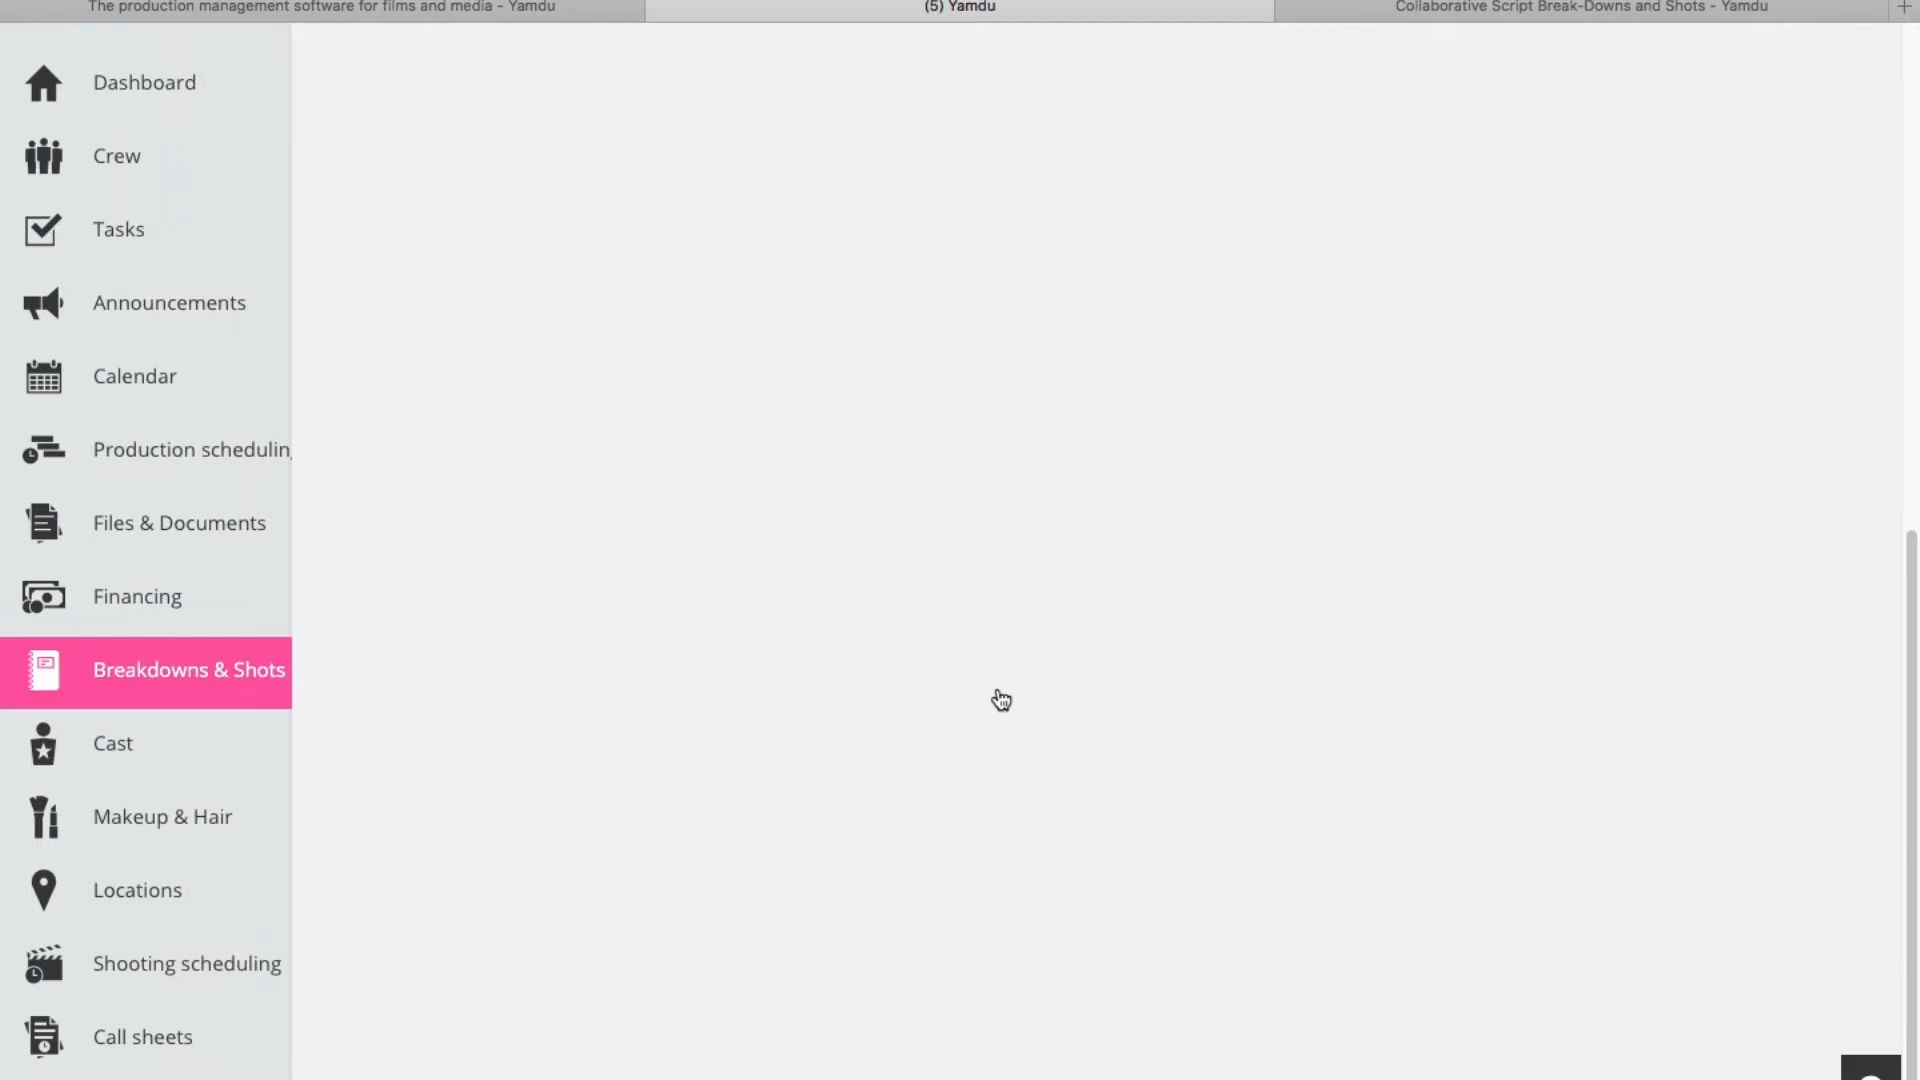 The production management software for films and media - Yamdu
(5) Yamdu
Collaborative Script Break-Downs and Shots - Yamdu
Dashboard
Crew
Tasks
Announcements
Calendar
Production scheduling
Files & Documents
Financing
Breakdowns & Shots
Cast
Makeup & Hair
Locations
Shooting scheduling
Call sheets